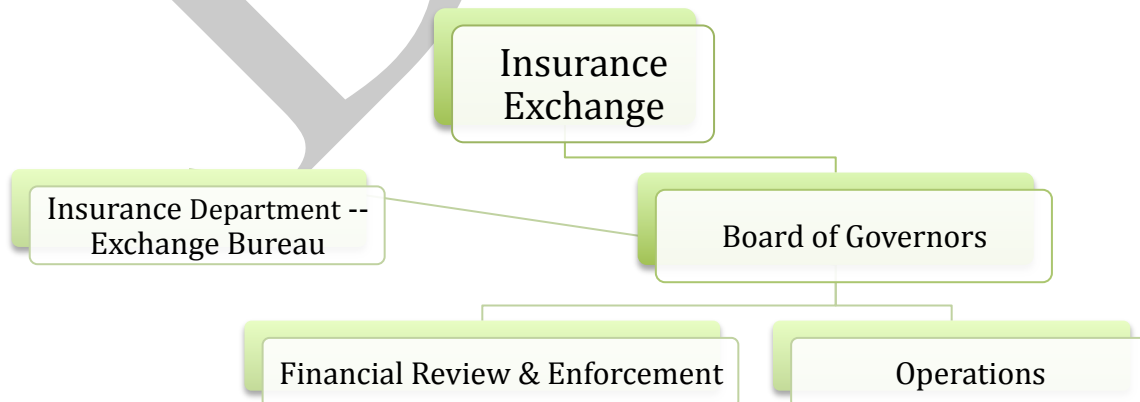 Insurance
Exchange
Insurance Department --
Exchange Bureau
Board of Governors
Financial Review & Enforcement
Operations